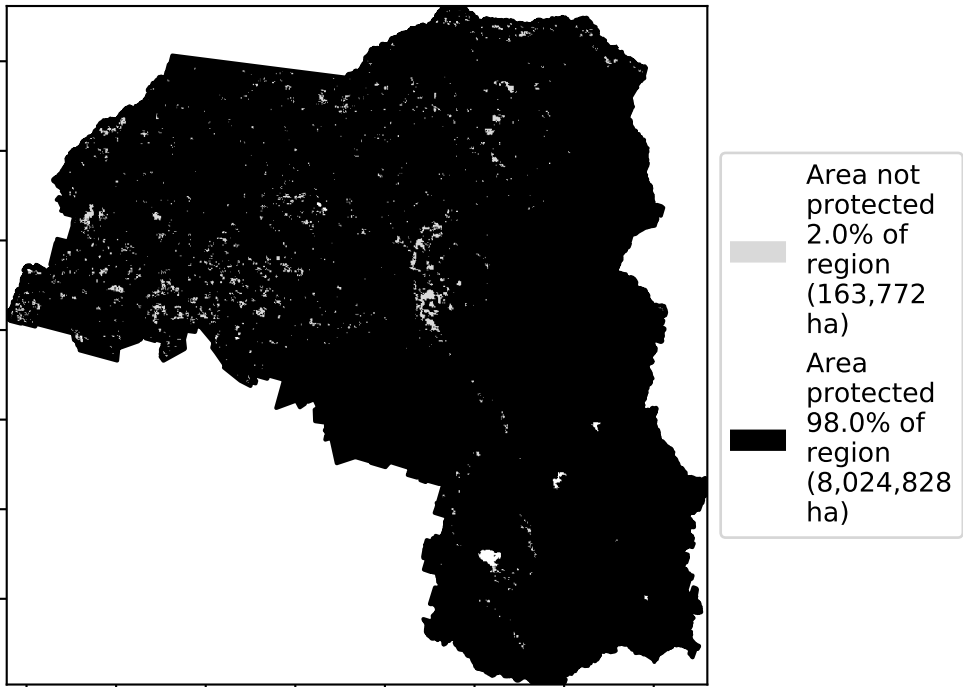 Area not
protected
2.0% of
region
(163,772
ha)
Area
protected
98.0% of
region
(8,024,828
ha)